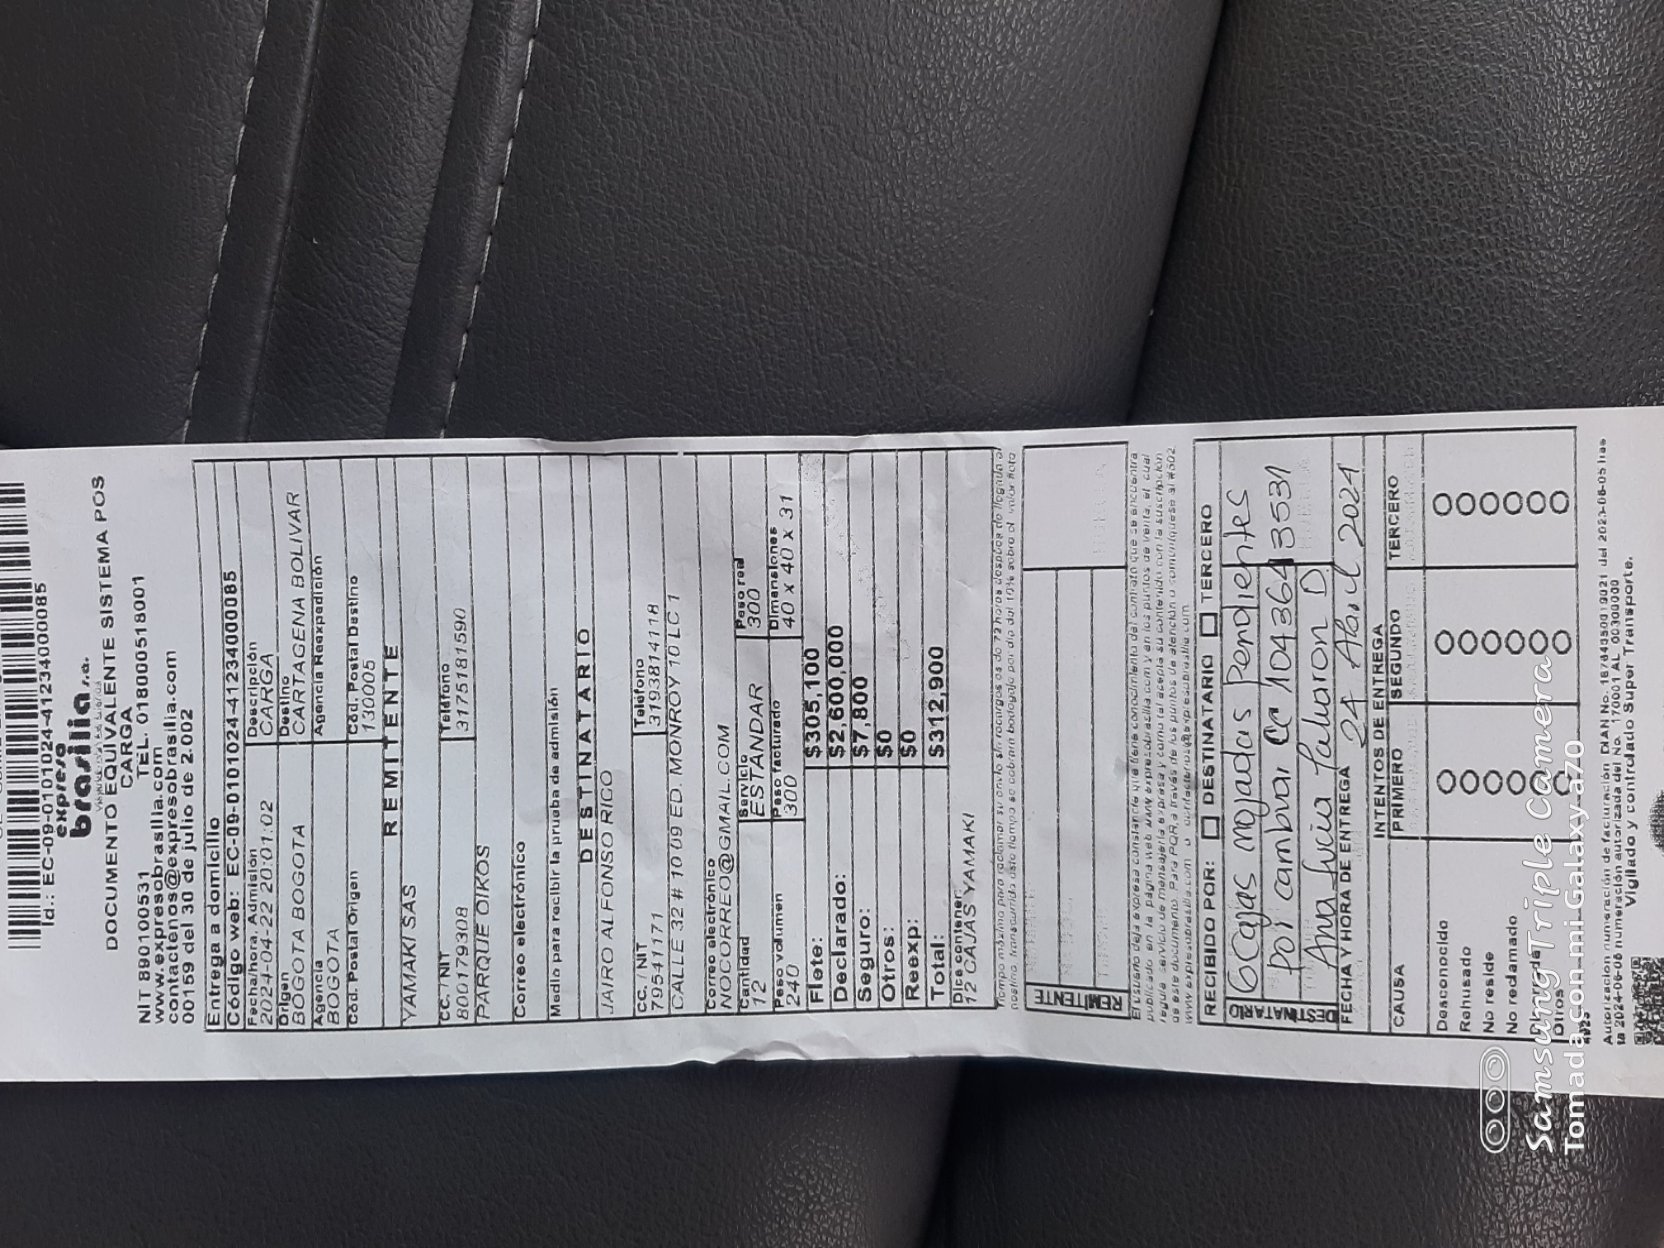 Id.: EC-09-0101024-41234000085
expreso
brasilia s.a.
DOCUMENTO EQUIVALENTE SISTEMA POS
CARGA
NIT 890100531 TEL. 018000518001
www.expresobrasilia.com
contactenos@expresobrasilia.com
00159 del 30 de julio de 2.002
Entrega a domicilio
Código web: EC-09-0101024-41234000085
Fecha/hora Admisión Descripción
2024-04-22 20:01:02 CARGA
Origen Destino
BOGOTA BOGOTA CARTAGENA BOLIVAR
Agencia Agencia Reexpedición
BOGOTA
Cód. Postal Origen Cód. Postal Destino
130005
REMITENTE
YAMAKI SAS
CC. / NIT Teléfono
800179308 3175181590
PARQUE OIKOS
Correo electrónico
Medio para recibir la prueba de admisión
DESTINATARIO
JAIRO ALFONSO RICO
CC. / NIT Teléfono
79541171 3193814118
CALLE 32 # 10 09 ED. MONROY 10 LC 1
Correo electrónico
NOCORREO@GMAIL.COM
Cantidad Servicio Peso real
12 ESTANDAR 300
Peso volumen Peso facturado Dimensiones
240 300 40 x 40 x 31
Flete: $305,100
Declarado: $2,600,000
Seguro: $7,800
Otros: $0
Reexp: $0
Total: $312,900
Dice contener:
12 CAJAS YAMAKI
REMITENTE
RECIBIDO POR: DESTINATARIO TERCERO
DESTINATARIO
6 Cajas mojadas Pendientes
por cambiar CC 1043643531
Ana lucia Paboron D
FECHA Y HORA DE ENTREGA 24 Abril 2024
INTENTOS DE ENTREGA
CAUSA PRIMERO SEGUNDO TERCERO
Desconocido
Rehusado
No reside
No reclamado
Otros
Autorizacion numeración de facturación DIAN No.
Vigilado y controlado Super Transporte.
Samsung Triple Camera
Tomada con mi Galaxy a70